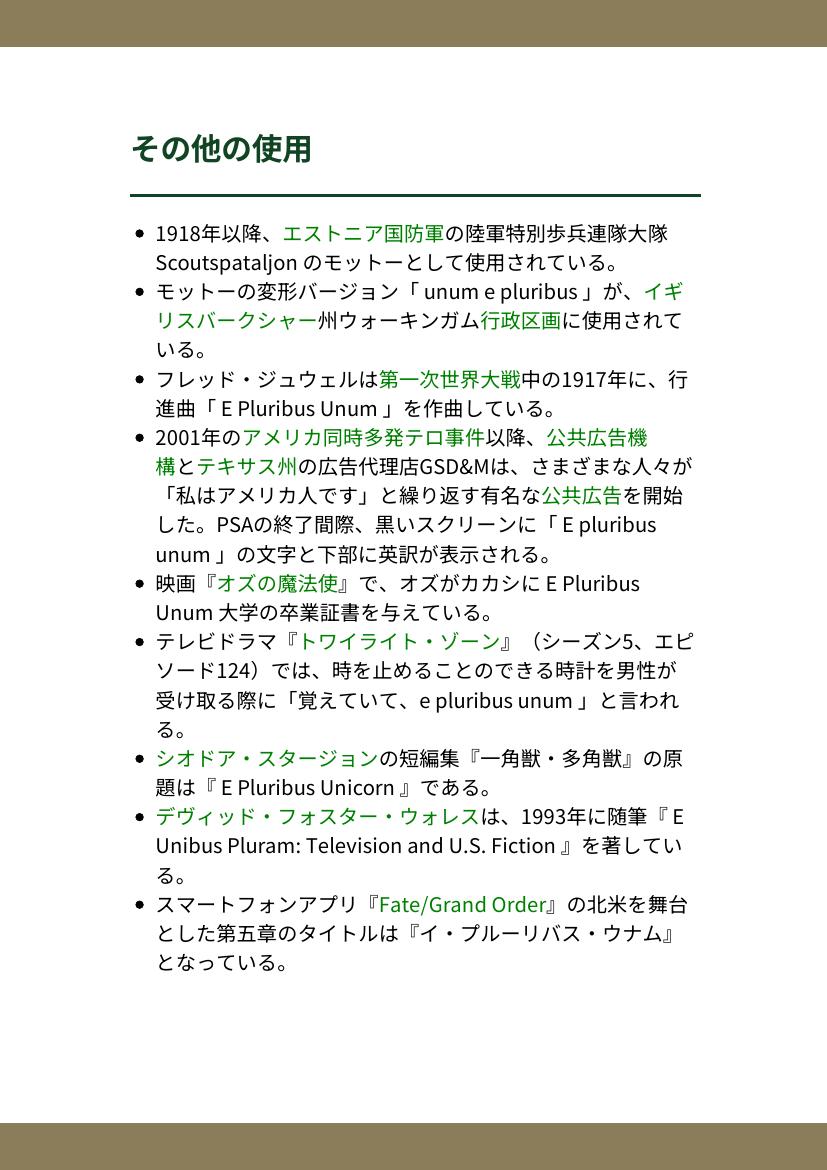 その他の使用
1918年以降、エストニア国防軍の陸軍特別歩兵連隊大隊
Scoutspataljon のモットーとして使用されている。
モットーの変形バージョン「 unum e pluribus 」が、イギ
リスバークシャー州ウォーキンガム行政区画に使用されて
いる。
フレッド・ジュウェルは第一次世界大戦中の1917年に、行
進曲「 E Pluribus Unum 」を作曲している。
2001年のアメリカ同時多発テロ事件以降、公共広告機
構とテキサス州の広告代理店GSD&Mは、さまざまな人々が
「私はアメリカ人です」と繰り返す有名な公共広告を開始
した。PSAの終了間際、黒いスクリーンに「 E pluribus
unum 」の文字と下部に英訳が表示される。
映画『オズの魔法使』で、オズがカカシに E Pluribus
Unum 大学の卒業証書を与えている。
テレビドラマ『トワイライト・ゾーン』（シーズン5、エピ
ソード124）では、時を止めることのできる時計を男性が
受け取る際に「覚えていて、e pluribus unum 」と言われ
る。
シオドア・スタージョンの短編集『一角獣・多角獣』の原
題は『 E Pluribus Unicorn 』である。
デヴィッド・フォスター・ウォレスは、1993年に随筆『 E
Unibus Pluram: Television and U.S. Fiction 』を著してい
る。
スマートフォンアプリ『Fate/Grand Order』の北米を舞台
とした第五章のタイトルは『イ・プルーリバス・ウナム』
となっている。